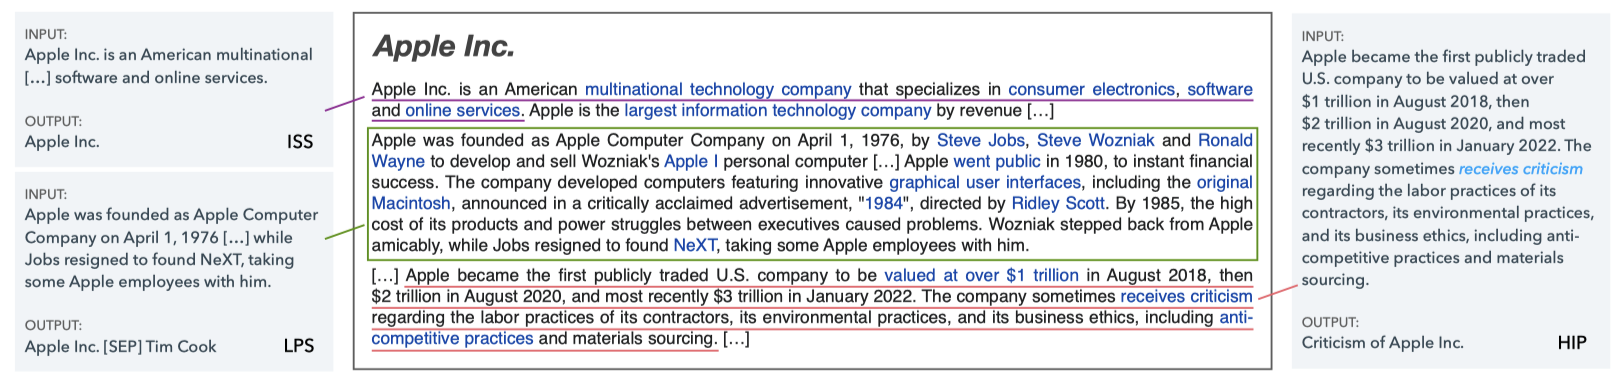 INPUT:
Apple Inc. is an American multinational
[…] software and online services.
OUTPUT:
Apple Inc.
ISS
INPUT:
Apple was founded as Apple Computer
Company on April 1, 1976 […] while
Jobs resigned to found NeXT, taking
some Apple employees with him.
OUTPUT:
Apple Inc. [SEP] Tim Cook
LPS
Apple Inc.
Apple Inc. is an American multinational technology company that specializes in consumer electronics, software
and online services. Apple is the largest information technology company by revenue […]
Apple was founded as Apple Computer Company on April 1, 1976, by Steve Jobs, Steve Wozniak and Ronald
Wayne to develop and sell Wozniak's Apple I personal computer […] Apple went public in 1980, to instant financial
success. The company developed computers featuring innovative graphical user interfaces, including the original
Macintosh, announced in a critically acclaimed advertisement, "1984", directed by Ridley Scott. By 1985, the high
cost of its products and power struggles between executives caused problems. Wozniak stepped back from Apple
amicably, while Jobs resigned to found NeXT, taking some Apple employees with him.
[…] Apple became the first publicly traded U.S. company to be valued at over $1 trillion in August 2018, then
$2 trillion in August 2020, and most recently $3 trillion in January 2022. The company sometimes receives criticism
regarding the labor practices of its contractors, its environmental practices, and its business ethics, including anti-
competitive practices and materials sourcing. […]
INPUT:
Apple became the first publicly traded
U.S. company to be valued at over
$1 trillion in August 2018, then
$2 trillion in August 2020, and most
recently $3 trillion in January 2022. The
company sometimes receives criticism
regarding the labor practices of its
contractors, its environmental practices,
and its business ethics, including anti-
competitive practices and materials
sourcing.
OUTPUT:
Criticism of Apple Inc.
HIP